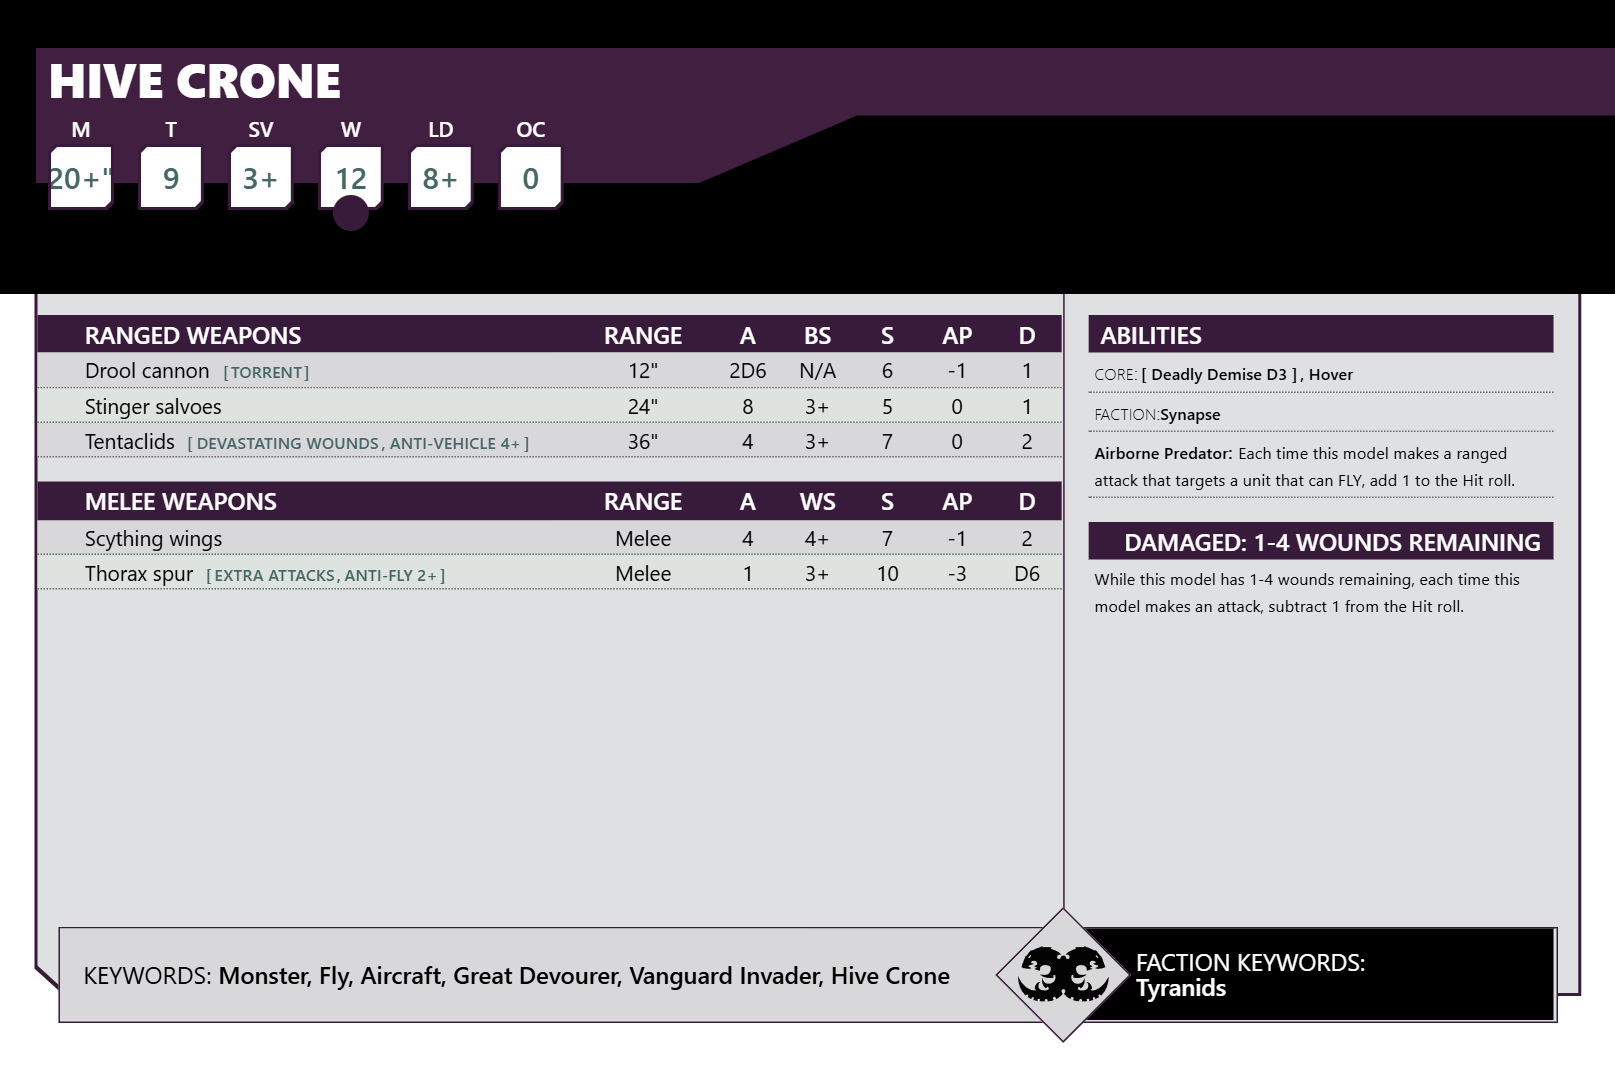 HIVE CRONE
M T SV W LD OC
20+" 9 3+ 12 8+ 0
RANGED WEAPONS RANGE A BS S AP D
Drool cannon [TORRENT] 12" 2D6 N/A 6 -1 1
Stinger salvoes 24" 8 3+ 5 0 1
Tentaclids [ DEVASTATING WOUNDS, ANTI-VEHICLE 4+ ] 36" 4 3+ 7 0 2
MELEE WEAPONS RANGE A WS S AP D
Scything wings Melee 4 4+ 7 -1 2
Thorax spur [EXTRA ATTACKS, ANTI-FLY 2+] Melee 1 3+ 10 -3 D6
ABILITIES
CORE: [ Deadly Demise D3 ], Hover
FACTION:Synapse
Airborne Predator: Each time this model makes a ranged
attack that targets a unit that can FLY, add 1 to the Hit roll.
DAMAGED: 1-4 WOUNDS REMAINING
While this model has 1-4 wounds remaining, each time this
model makes an attack, subtract 1 from the Hit roll.
KEYWORDS: Monster, Fly, Aircraft, Great Devourer, Vanguard Invader, Hive Crone
FACTION KEYWORDS:
Tyranids